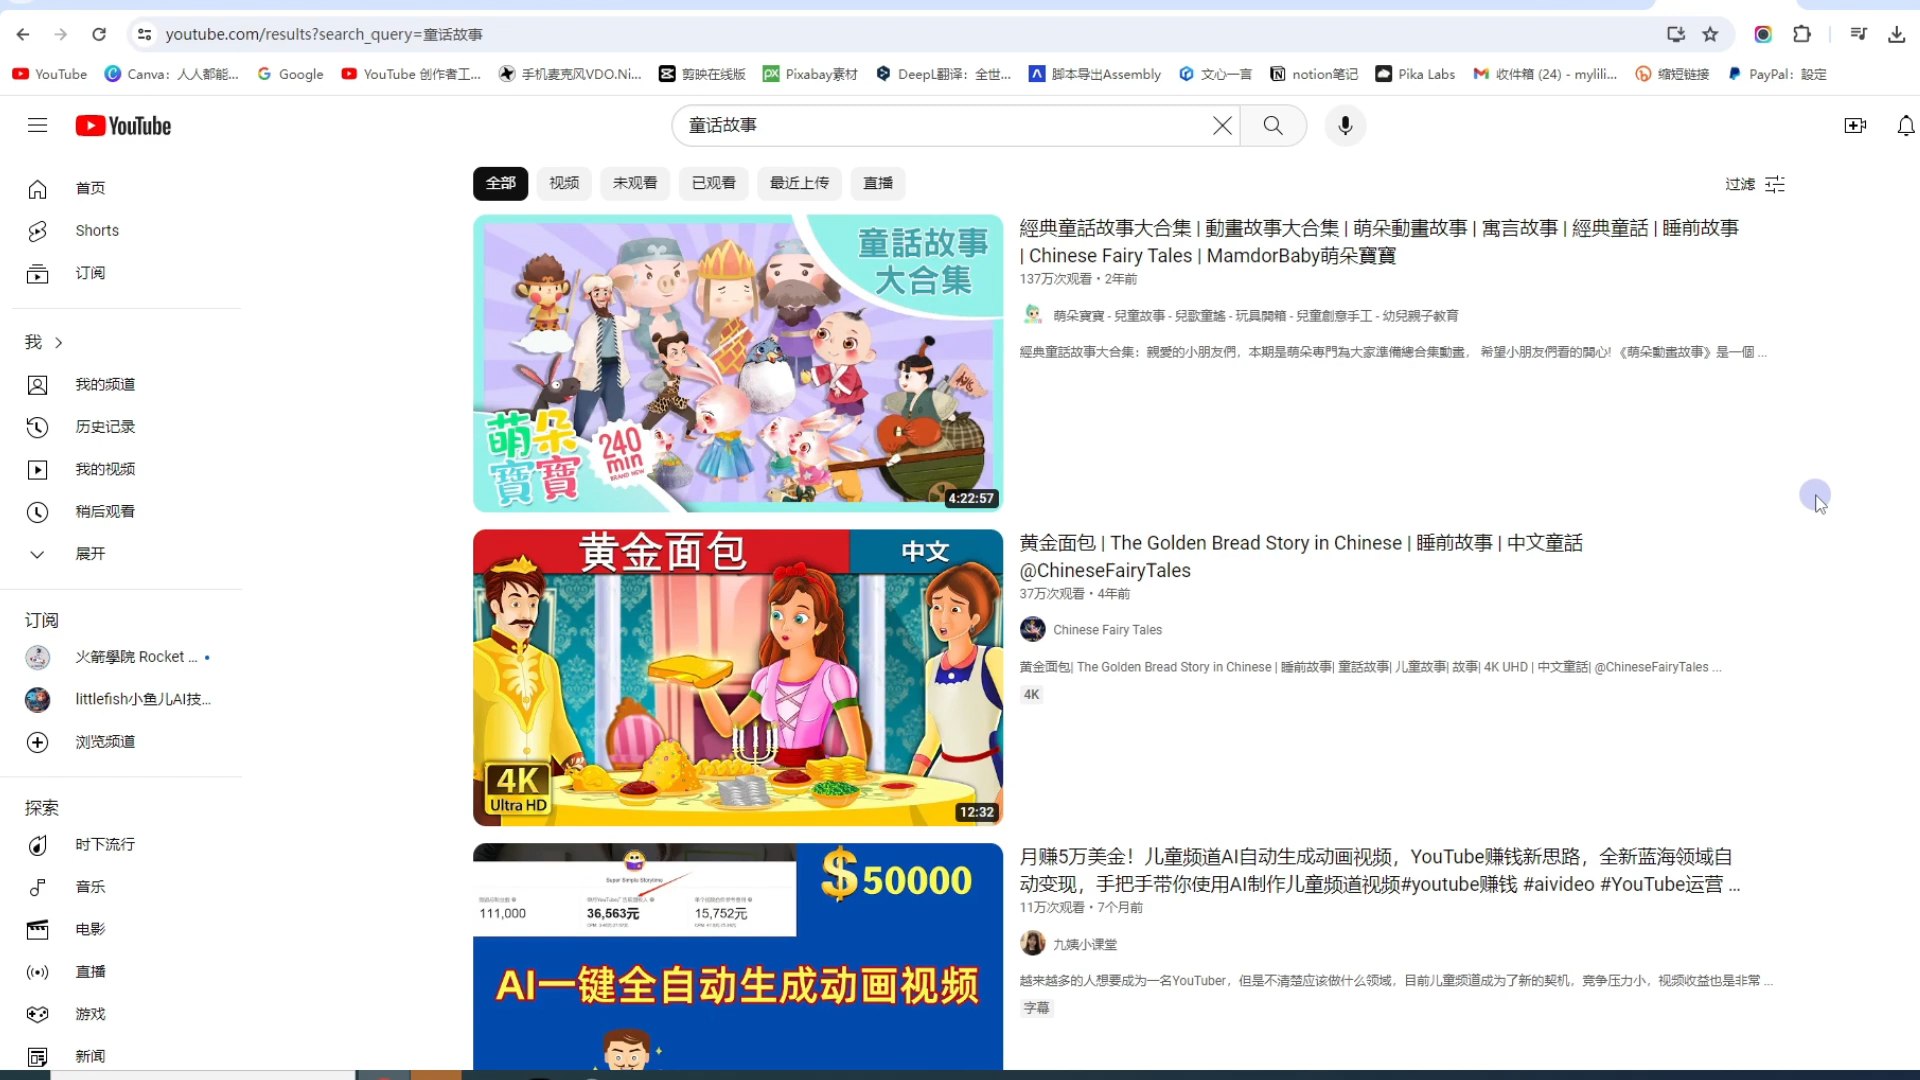 youtube.com/results?search_query=童话故事
YouTube
Canva：人人都能...
Google
YouTube 创作者工...
手机麦克风VDO.Ni...
剪映在线版
Pixabay素材
DeepL翻译：全世...
脚本导出Assembly
文心一言
notion笔记
Pika Labs
收件箱 (24) - mylili...
缩短链接
PayPal：設定
YouTube
童话故事
首页
Shorts
订阅
我
我的频道
历史记录
我的视频
稍后观看
展开
订阅
火箭學院 Rocket ...
littlefish小鱼儿AI技...
浏览频道
探索
时下流行
音乐
电影
直播
游戏
新闻
全部
视频
未观看
已观看
最近上传
直播
过滤
童話故事
大合集
萌朵
寶寶
240
min
BRAND NEW
4:22:57
經典童話故事大合集 | 動畫故事大合集 | 萌朵動畫故事 | 寓言故事 | 經典童話 | 睡前故事
| Chinese Fairy Tales | MamdorBaby萌朵寶寶
137万次观看・2年前
萌朵寶寶 - 兒童故事 - 兒歌童謠 - 玩具開箱 - 兒童創意手工 - 幼兒親子教育
經典童話故事大合集：親愛的小朋友們，本期是萌朵專門為大家準備總合集動畫， 希望小朋友們看的開心!《萌朵動畫故事》是一個 ...
黄金面包
中文
4K
Ultra HD
12:32
黄金面包 | The Golden Bread Story in Chinese | 睡前故事 | 中文童話
@ChineseFairyTales
37万次观看・4年前
Chinese Fairy Tales
黄金面包| The Golden Bread Story in Chinese | 睡前故事| 童話故事| 儿童故事| 故事| 4K UHD | 中文童話| @ChineseFairyTales ...
4K
Super Simple Storytime
111,000
36,563元
15,752元
$50000
AI一键全自动生成动画视频
月赚5万美金！儿童频道AI自动生成动画视频，YouTube赚钱新思路，全新蓝海领域自
动变现，手把手带你使用AI制作儿童频道视频#youtube赚钱 #aivideo #YouTube运营 ...
11万次观看・7个月前
九姨小课堂
越来越多的人想要成为一名YouTuber，但是不清楚应该做什么领域，目前儿童频道成为了新的契机，竞争压力小，视频收益也是非常 ...
字幕